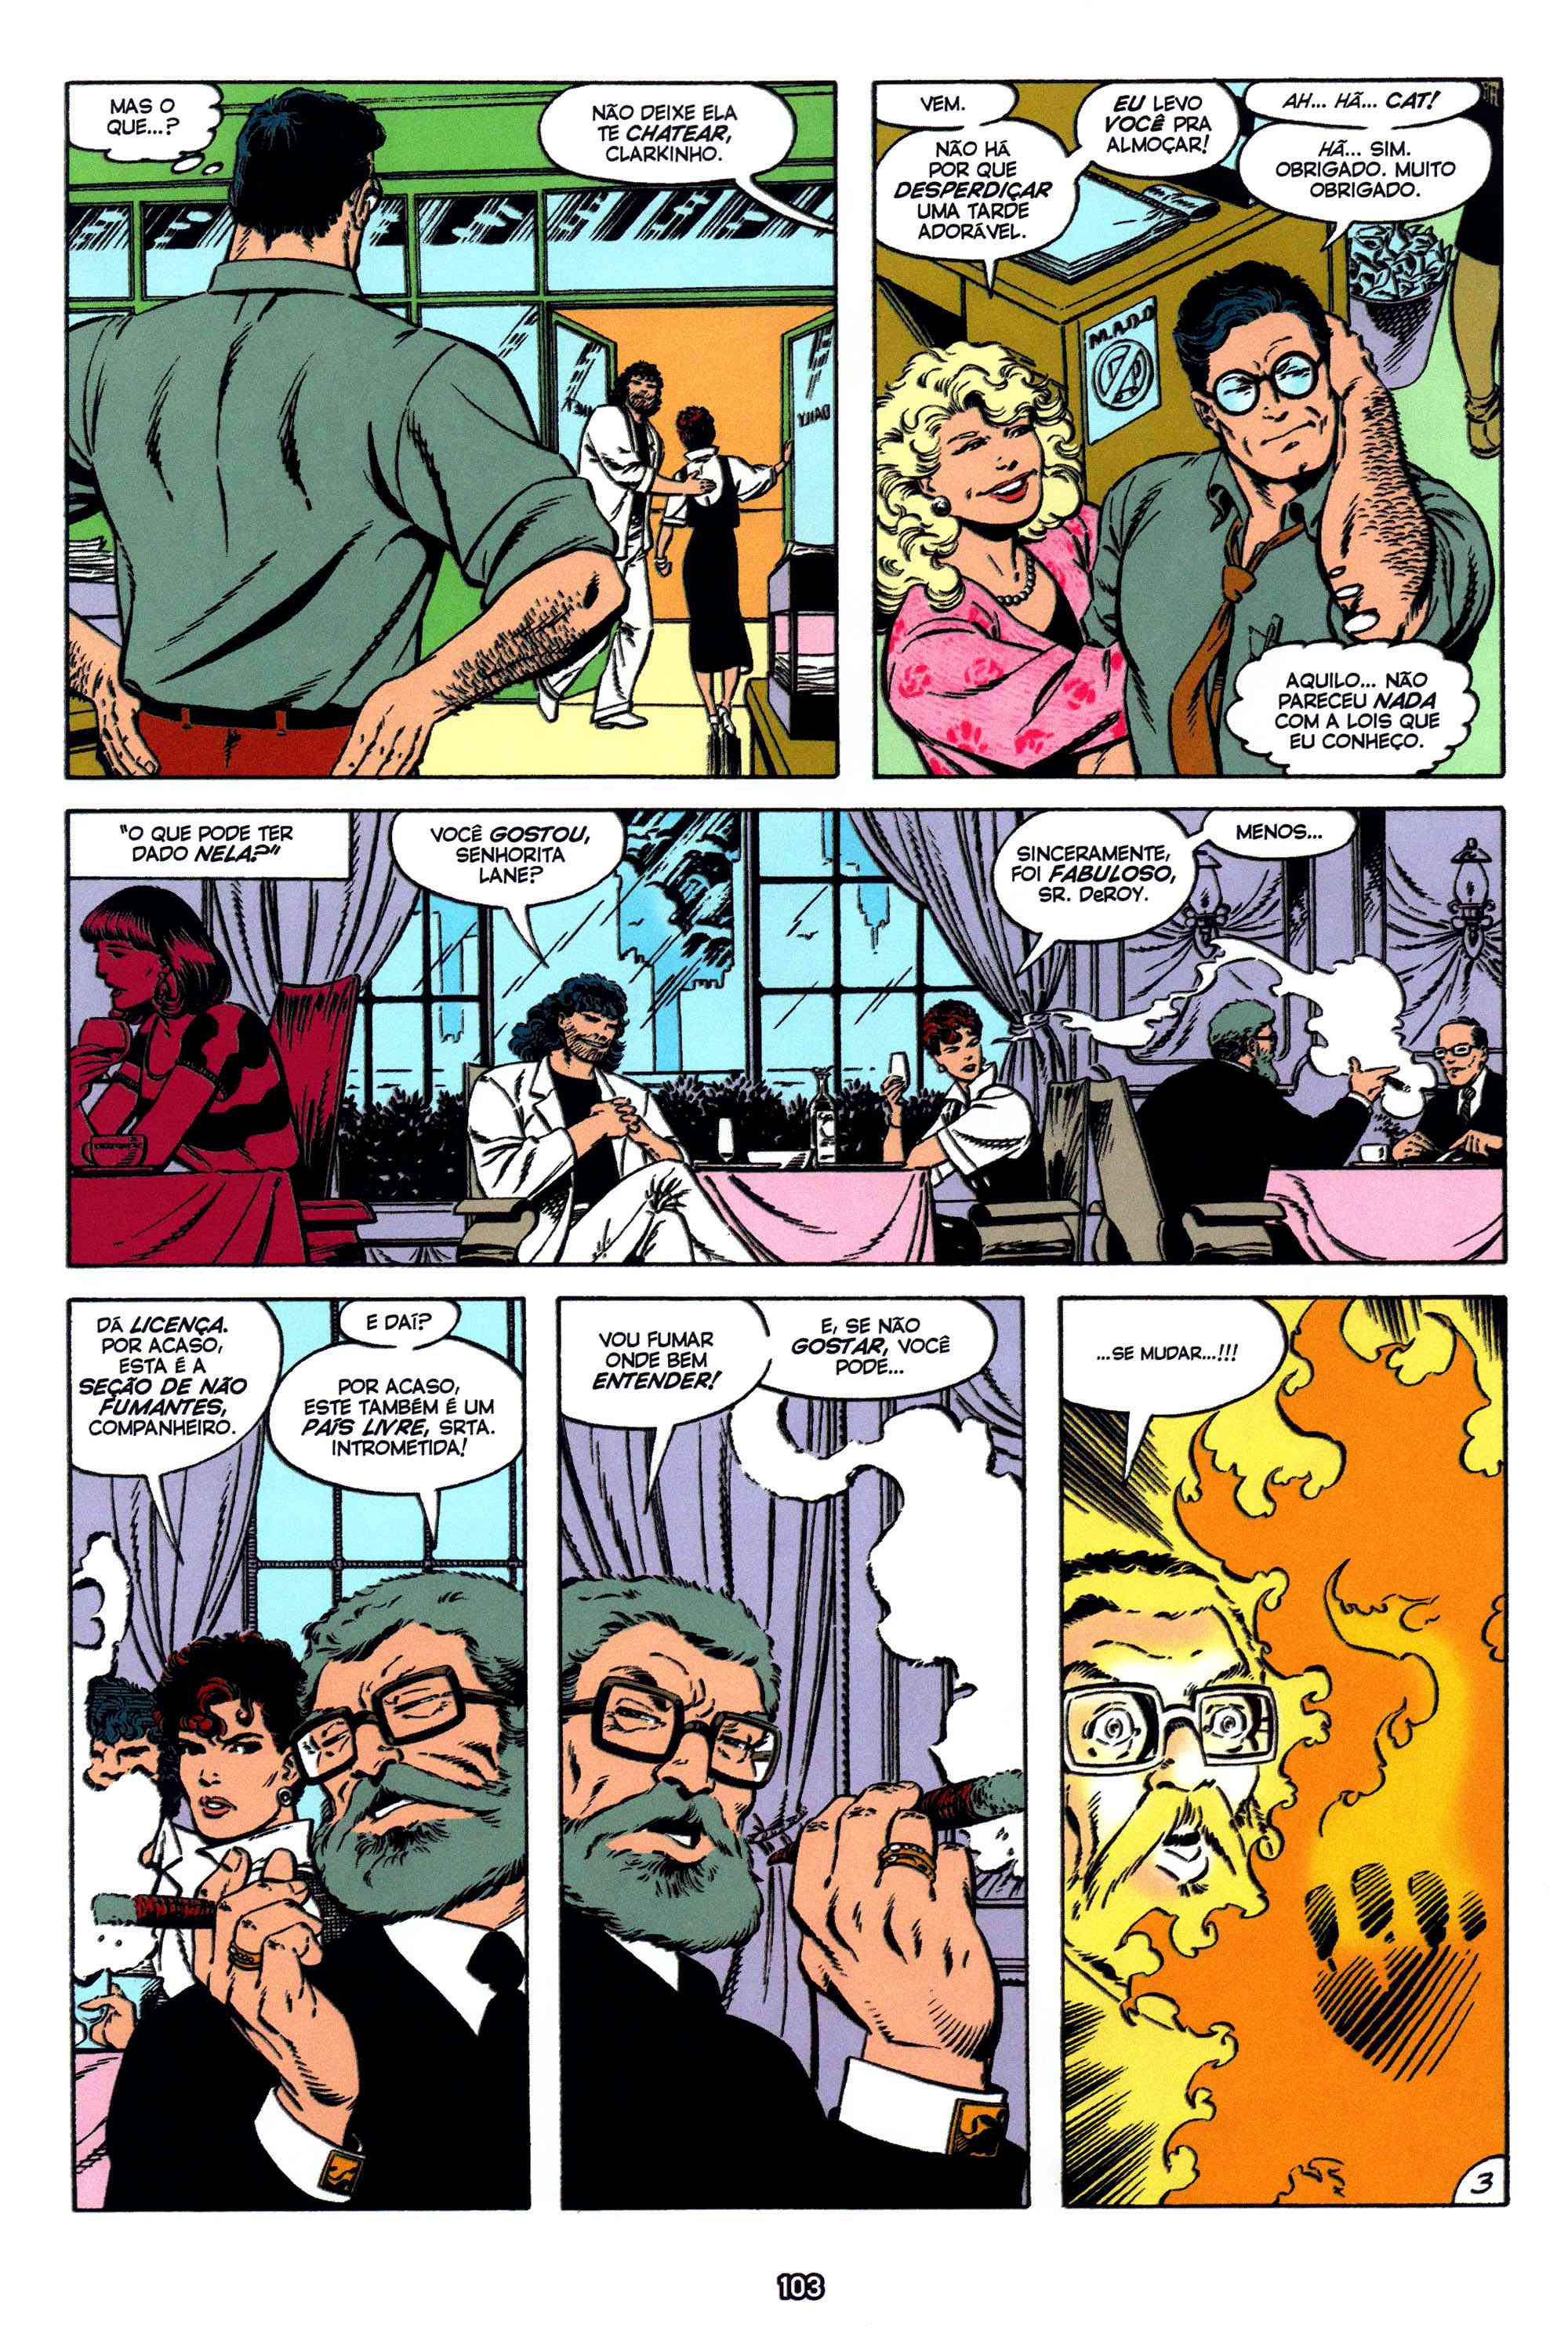 MAS O
QUE...?
NÃO DEIXE ELA
TE CHATEAR,
CLARKINHO.
DAILY
VEM.
NÃO HÁ
POR QUE
DESPERDIÇAR
UMA TARDE
ADORÁVEL.
EU LEVO
VOCÊ PRA
ALMOÇAR!
AH... HÃ... CAT!
HÃ... SIM.
OBRIGADO. MUITO
OBRIGADO.
M.A.D.D
AQUILO... NÃO
PARECEU NADA
COM A LOIS QUE
EU CONHEÇO.
"O QUE PODE TER
DADO NELA?"
VOCÊ GOSTOU,
SENHORITA
LANE?
SINCERAMENTE,
FOI FABULOSO,
SR. DeROY.
MENOS...
DÁ LICENÇA.
POR ACASO,
ESTA É A
SEÇÃO DE NÃO
FUMANTES,
COMPANHEIRO.
E DAÍ?
POR ACASO,
ESTE TAMBÉM É UM
PAÍS LIVRE, SRTA.
INTROMETIDA!
VOU FUMAR
ONDE BEM
ENTENDER!
E, SE NÃO
GOSTAR, VOCÊ
PODE...
...SE MUDAR...!!!
3
103